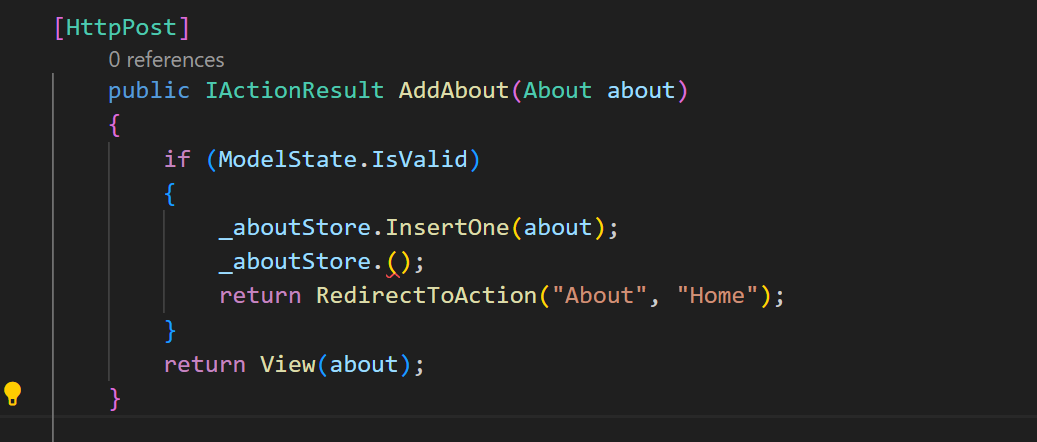 [HttpPost]
0 references
public IActionResult AddAbout(About about)
{
if (ModelState.IsValid)
{
_aboutStore.InsertOne(about);
_aboutStore.();
return RedirectToAction("About", "Home");
}
return View(about);
}